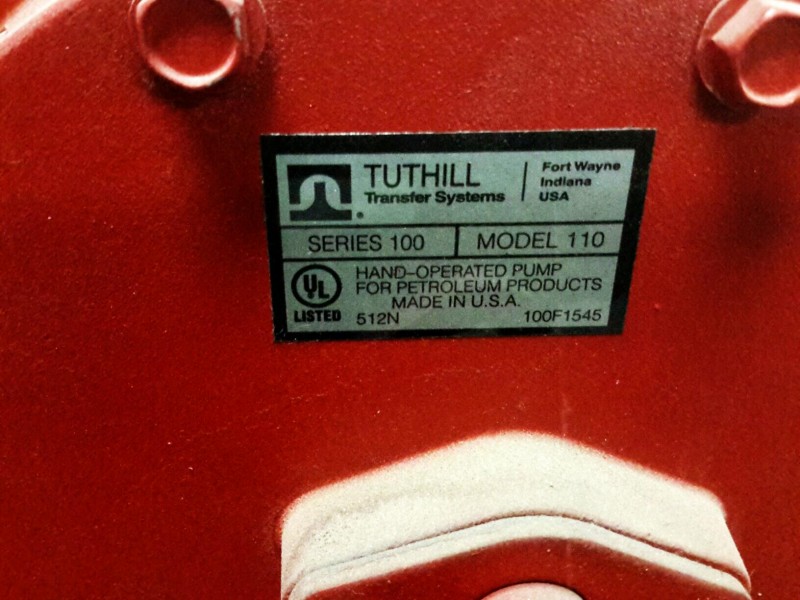 TUTHILL
Transfer Systems
Fort Wayne
Indiana
USA
SERIES 100
MODEL 110
UL
LISTED
HAND-OPERATED PUMP
FOR PETROLEUM PRODUCTS
MADE IN U.S.A.
512N 100F1545